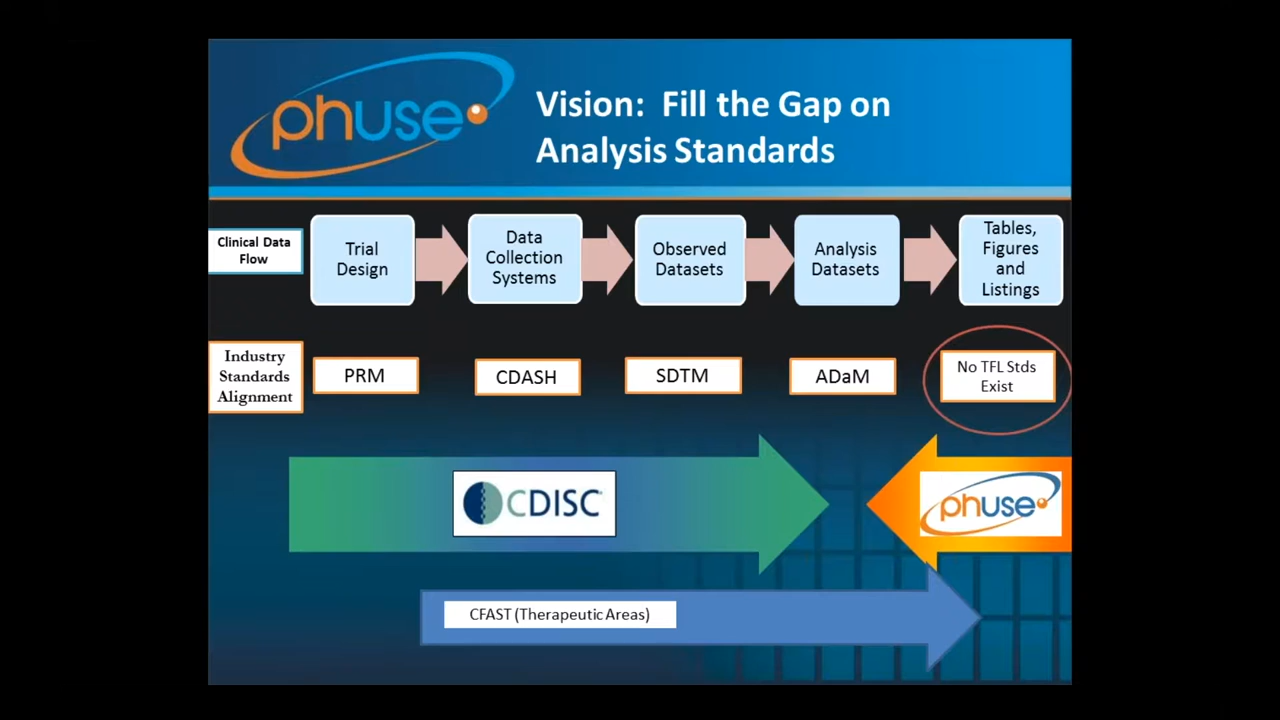 phuse
Vision: Fill the Gap on
Analysis Standards
Clinical Data
Flow
Trial
Design
Data
Collection
Systems
Observed
Datasets
Analysis
Datasets
Tables,
Figures
and
Listings
Industry
Standards
Alignment
PRM
CDASH
SDTM
ADaM
No TFL Stds
Exist
CDISC
phuse
CFAST (Therapeutic Areas)